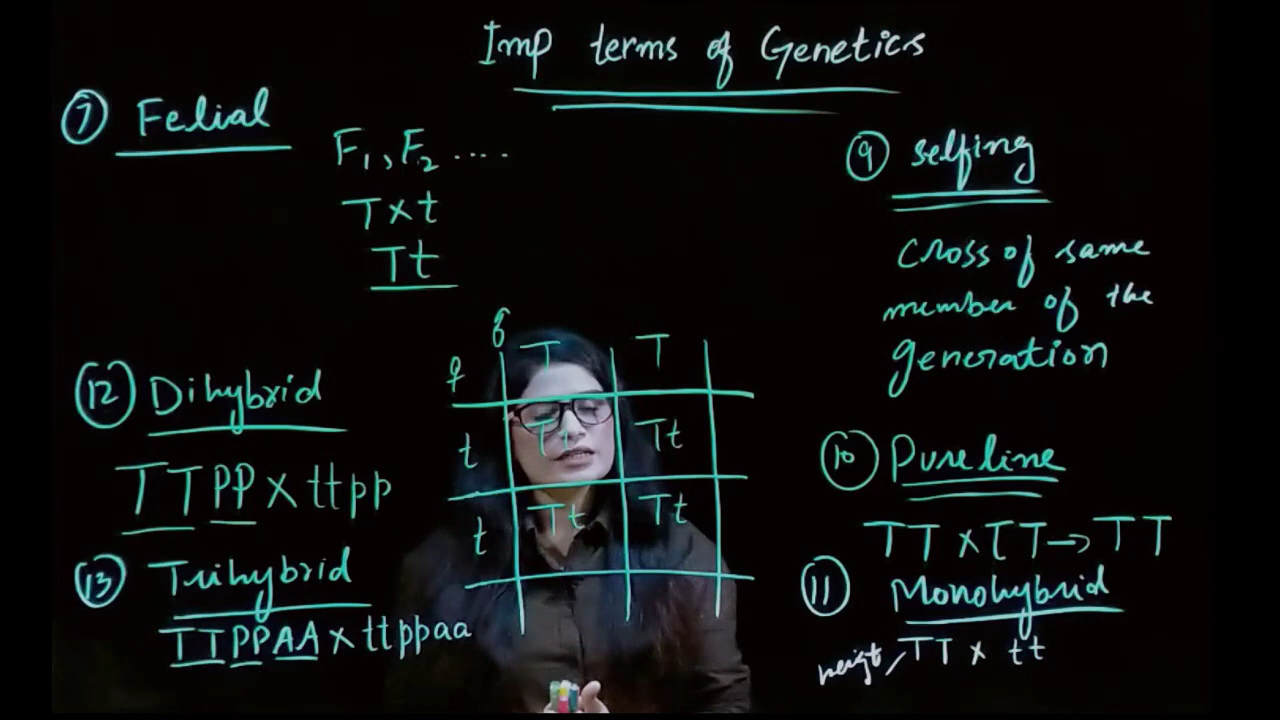 Imp terms of Genetics
⑦ Felial
F₁, F₂ ....
T x t
Tt
⑨ selfing
Cross of same
member of the
generation
♂ T T
♀
t Tt Tt
t Tt Tt
⑫ Dihybrid
TTPP x ttpp
⑬ Trihybrid
TTPPAA x ttppaa
⑩ Pureline
TT x TT → TT
⑪ Monohybrid
TT x tt